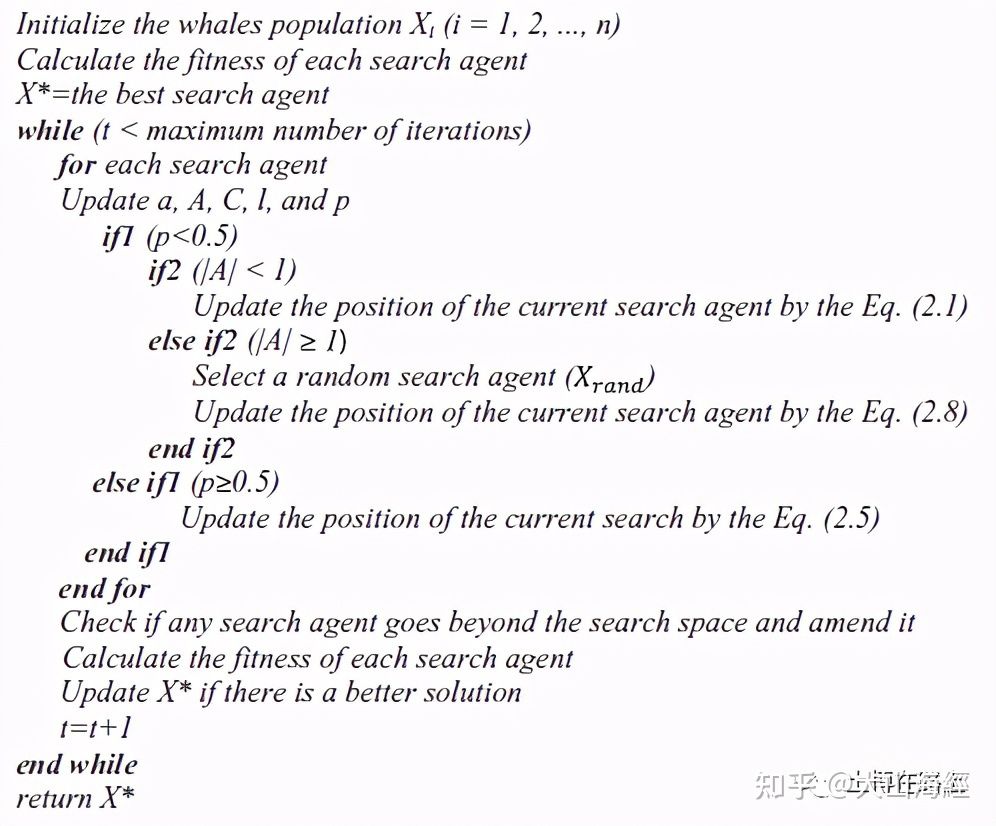 Initialize the whales population Xi (i = 1, 2, ..., n)
Calculate the fitness of each search agent
X*=the best search agent
while (t < maximum number of iterations)
for each search agent
Update a, A, C, l, and p
if1 (p<0.5)
if2 (|A| < 1)
Update the position of the current search agent by the Eq. (2.1)
else if2 (|A| ≥ 1)
Select a random search agent (Xrand)
Update the position of the current search agent by the Eq. (2.8)
end if2
else if1 (p≥0.5)
Update the position of the current search by the Eq. (2.5)
end if1
end for
Check if any search agent goes beyond the search space and amend it
Calculate the fitness of each search agent
Update X* if there is a better solution
t=t+1
end while
return X*
知乎